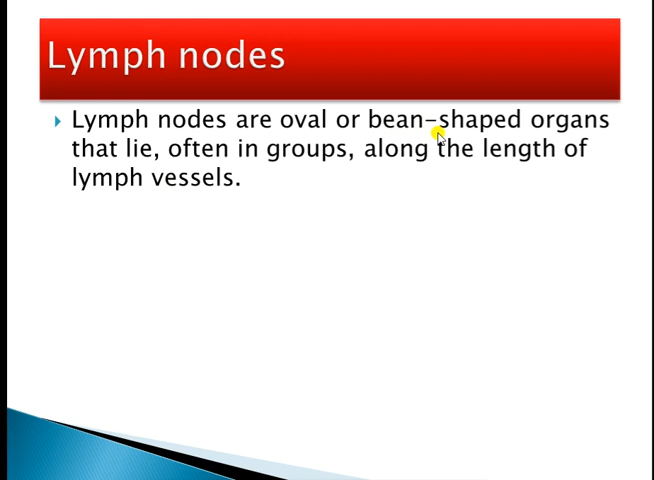 Lymph nodes
Lymph nodes are oval or bean-shaped organs
that lie, often in groups, along the length of
lymph vessels.